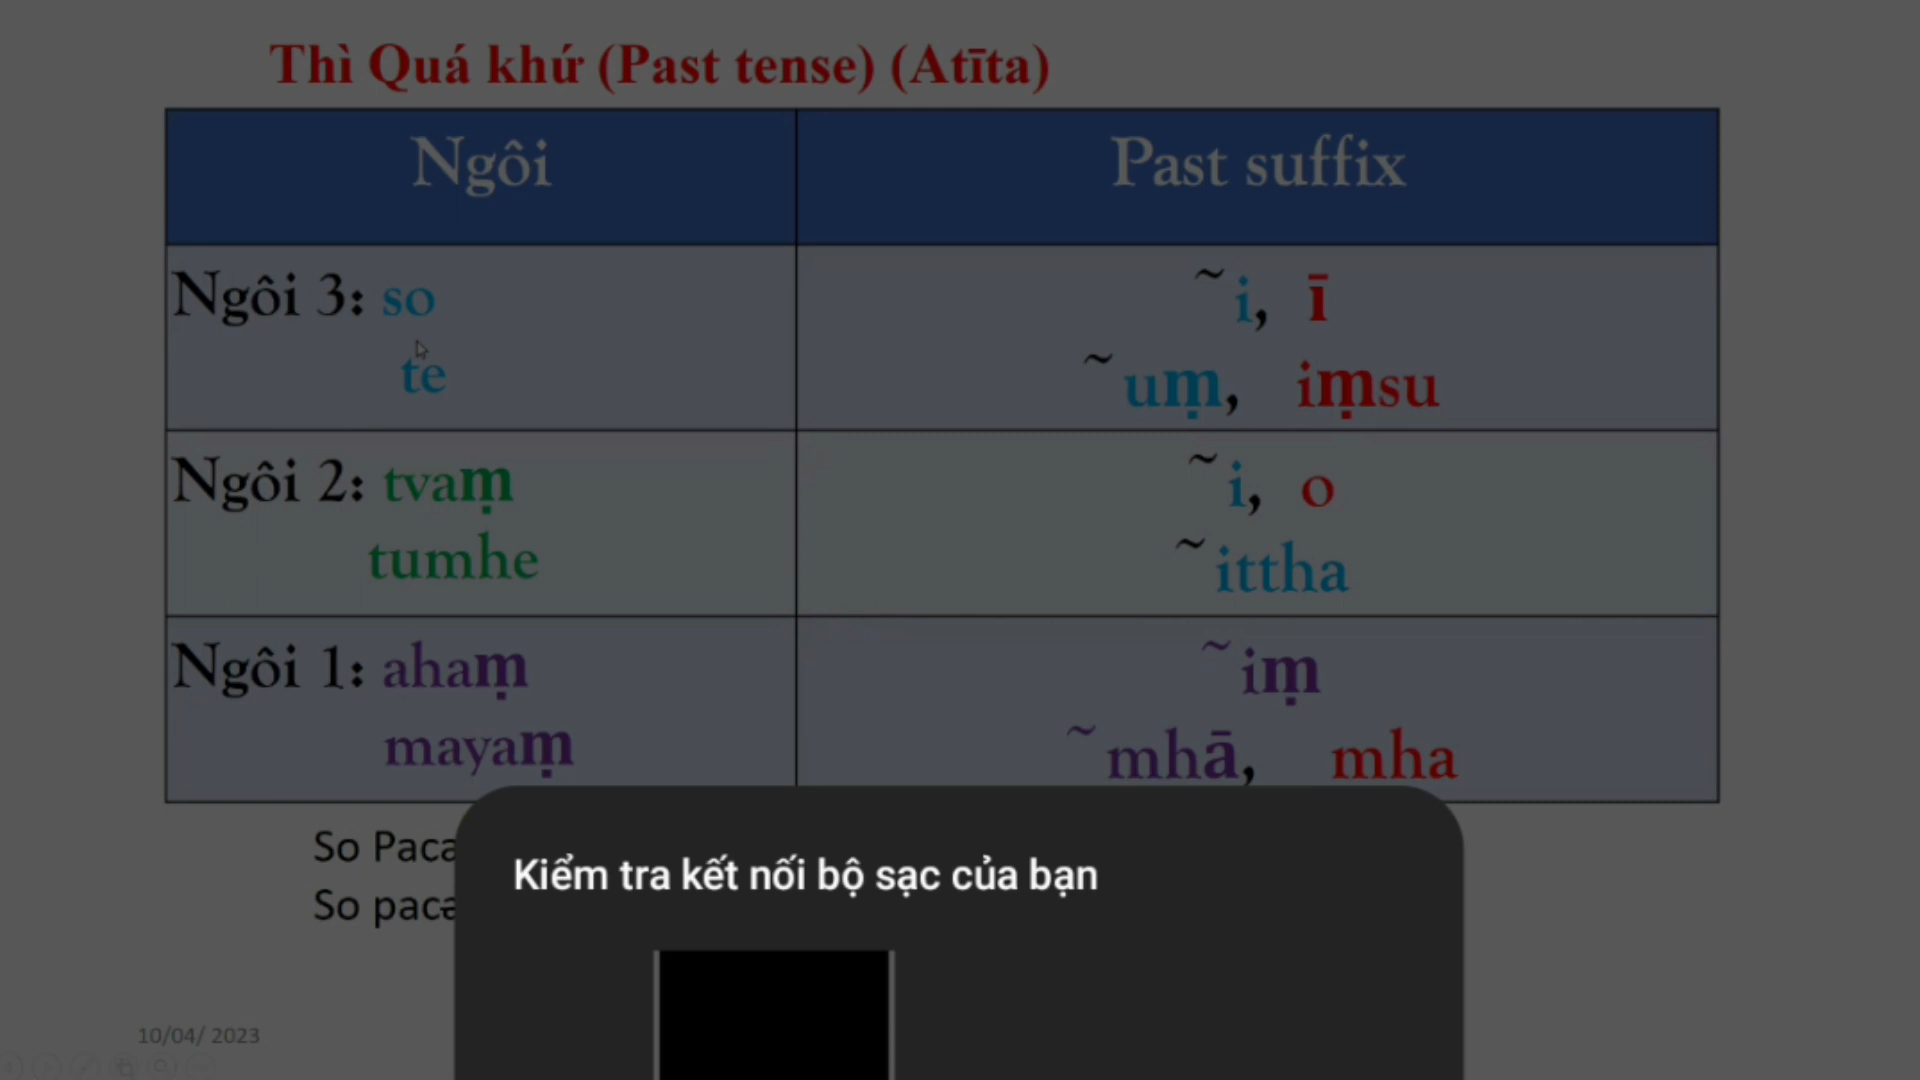 Thì Quá khứ (Past tense) (Atīta)
Ngôi
Past suffix
Ngôi 3: so
te
~i, ī
~uṃ, iṃsu
Ngôi 2: tvaṃ
tumhe
~i, o
~ittha
Ngôi 1: ahaṃ
mayaṃ
~iṃ
~mhā, mha
So Paca
So paca
Kiểm tra kết nối bộ sạc của bạn
10/04/ 2023